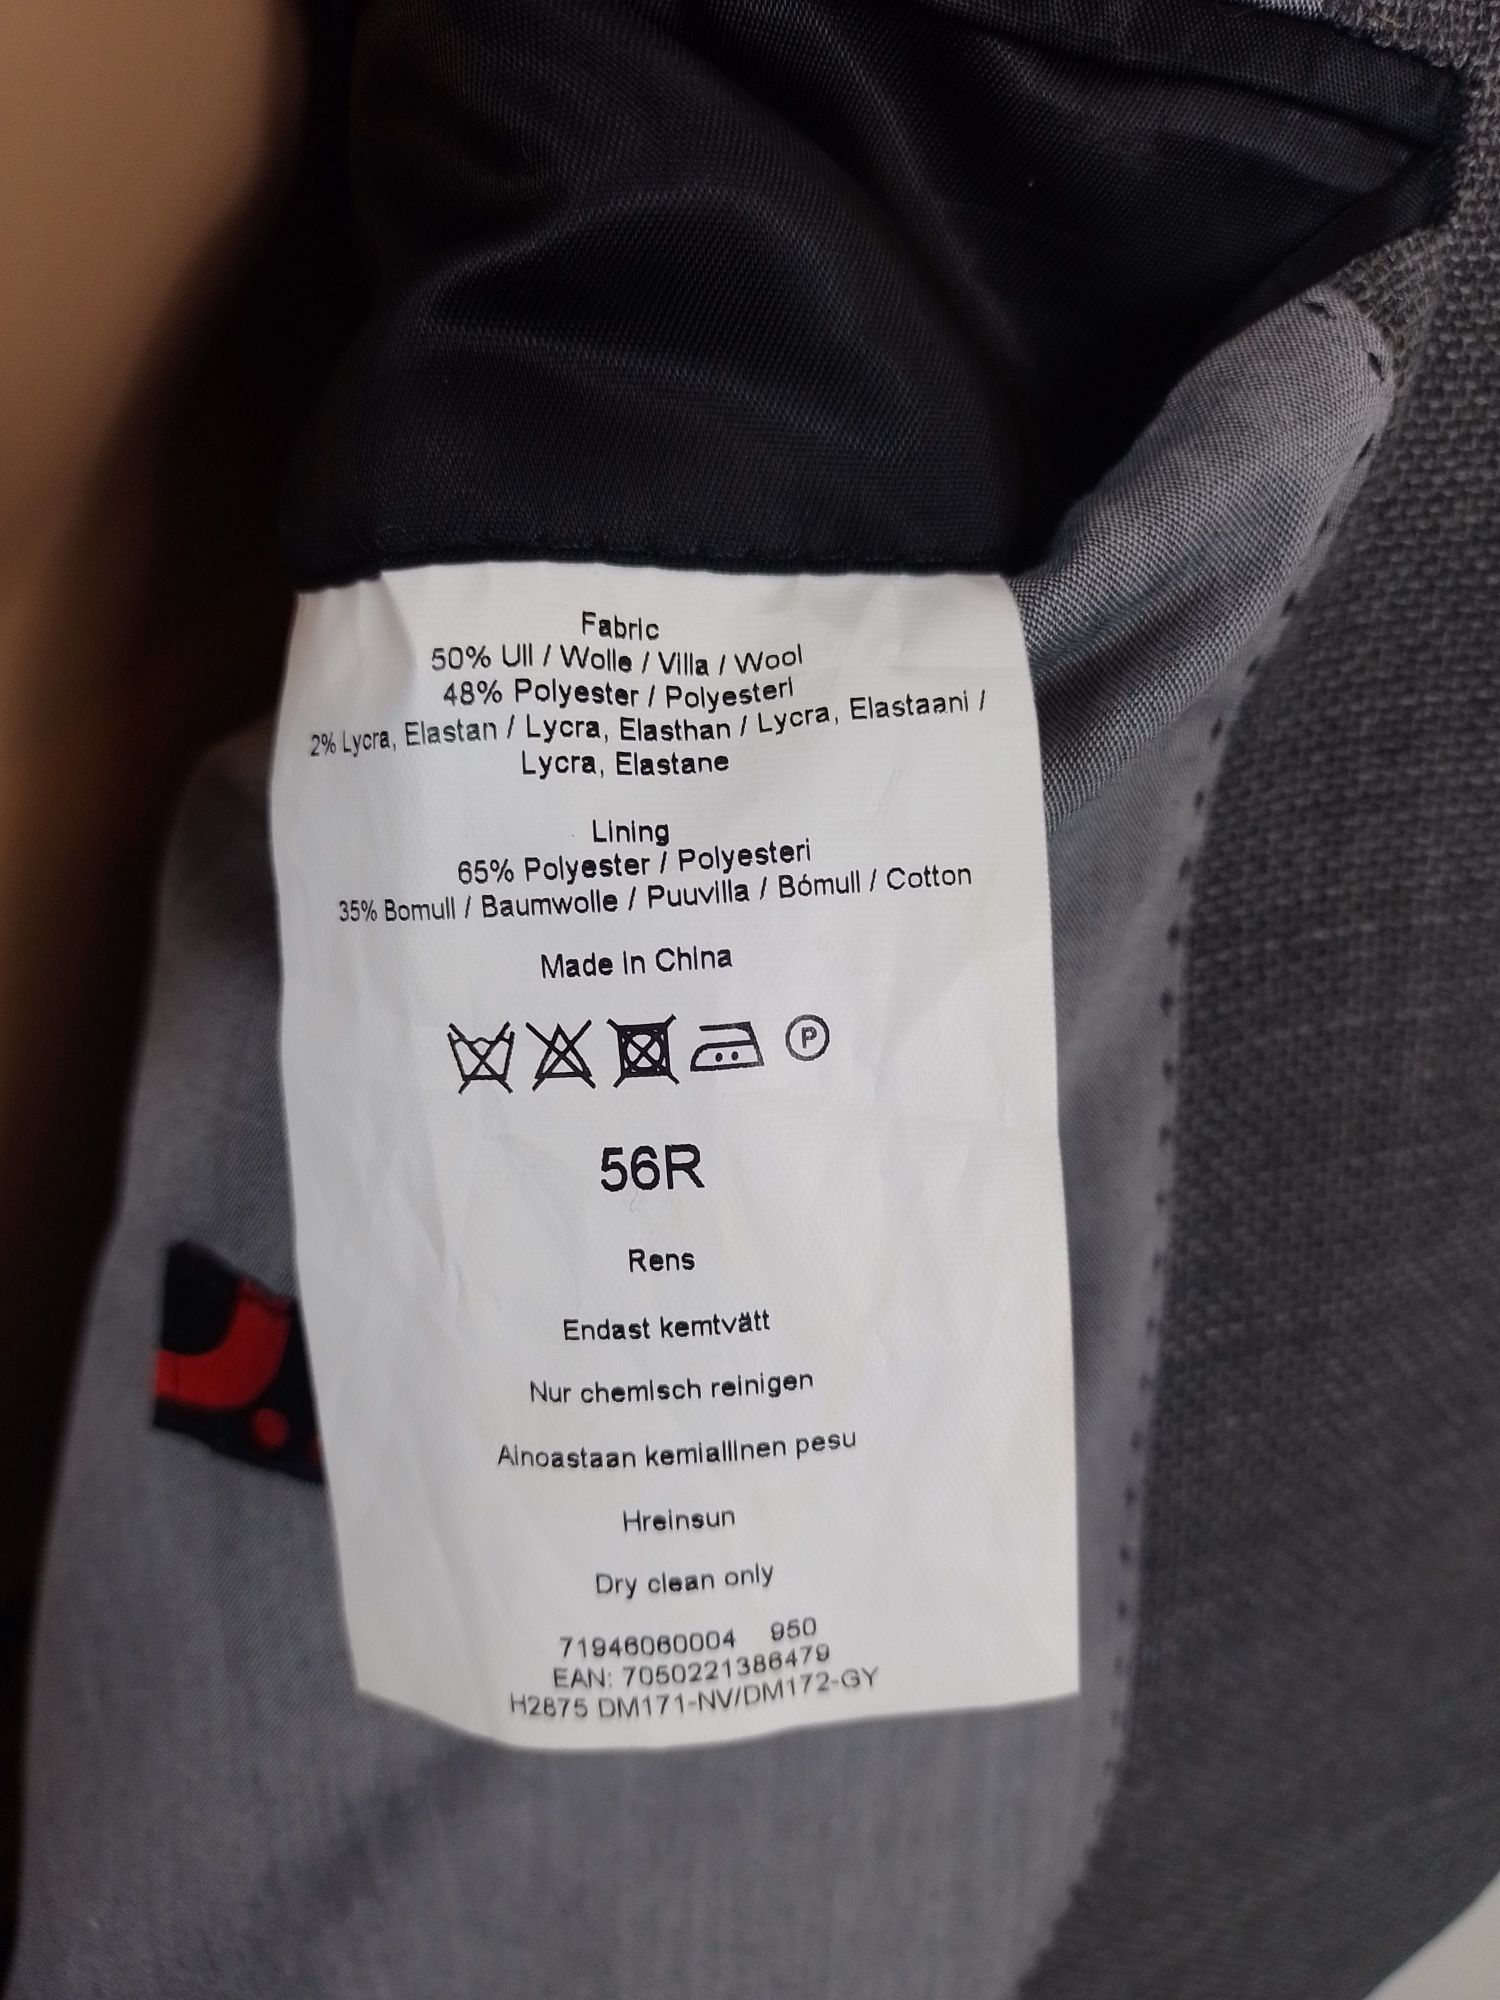 Fabric
50% Ull / Wolle / Villa / Wool
48% Polyester / Polyesteri
2% Lycra, Elastan / Lycra, Elasthan / Lycra, Elastaani /
Lycra, Elastane
Lining
65% Polyester / Polyesteri
35% Bomull / Baumwolle / Puuvilla / Bómull / Cotton
Made in China
P
56R
Rens
Endast kemtvätt
Nur chemisch reinigen
Ainoastaan kemiallinen pesu
Hreinsun
Dry clean only
71946060004 950
EAN: 7050221386479
H2875 DM171-NV/DM172-GY